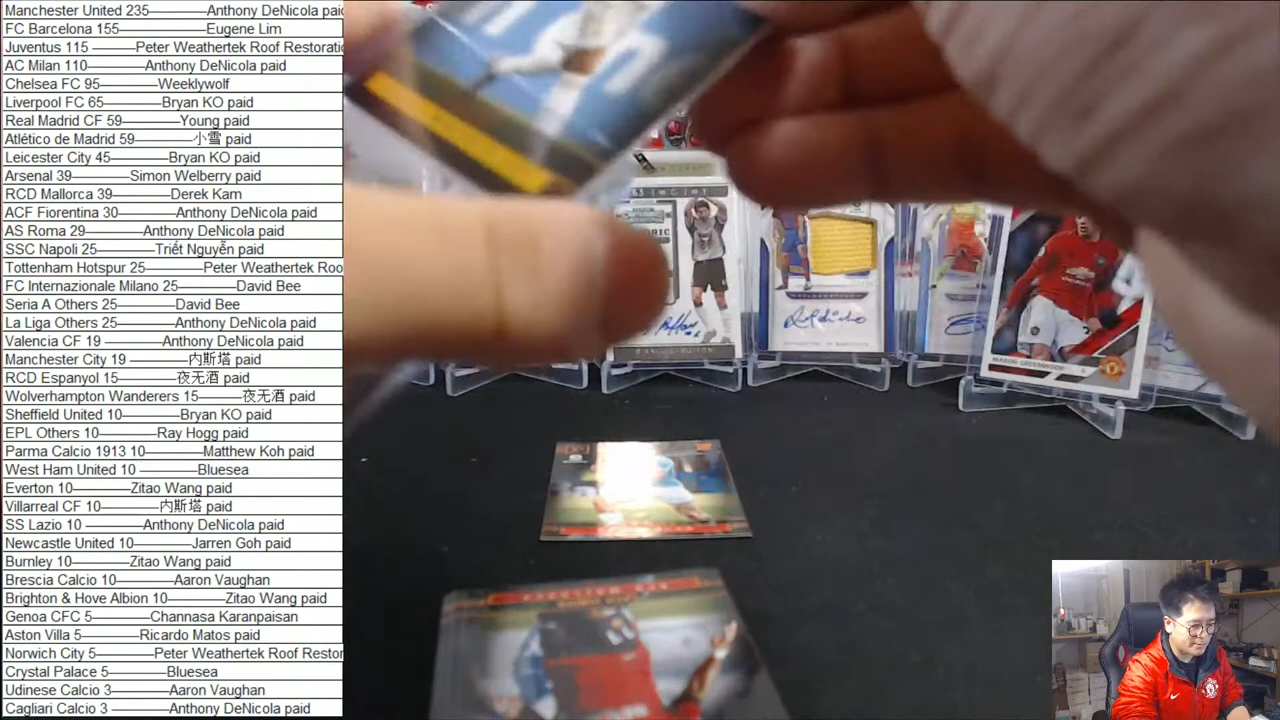 Manchester United 235———Anthony DeNicola paid
FC Barcelona 155————Eugene Lim
Juventus 115 ———Peter Weathertek Roof Restorati
AC Milan 110————Anthony DeNicola paid
Chelsea FC 95————Weeklywolf
Liverpool FC 65————Bryan KO paid
Real Madrid CF 59————Young paid
Atlético de Madrid 59————小雪 paid
Leicester City 45————Bryan KO paid
Arsenal 39————Simon Welberry paid
RCD Mallorca 39————Derek Kam
ACF Fiorentina 30————Anthony DeNicola paid
AS Roma 29————Anthony DeNicola paid
SSC Napoli 25————Triết Nguyễn paid
Tottenham Hotspur 25————Peter Weathertek Roo
FC Internazionale Milano 25————David Bee
Seria A Others 25————David Bee
La Liga Others 25————Anthony DeNicola paid
Valencia CF 19————Anthony DeNicola paid
Manchester City 19————内斯塔 paid
RCD Espanyol 15————夜无酒 paid
Wolverhampton Wanderers 15————夜无酒 paid
Sheffield United 10————Bryan KO paid
EPL Others 10————Ray Hogg paid
Parma Calcio 1913 10————Matthew Koh paid
West Ham United 10 ————Bluesea
Everton 10————Zitao Wang paid
Villarreal CF 10————内斯塔 paid
SS Lazio 10 ————Anthony DeNicola paid
Newcastle United 10————Jarren Goh paid
Burnley 10————Zitao Wang paid
Brescia Calcio 10————Aaron Vaughan
Brighton & Hove Albion 10————Zitao Wang paid
Genoa CFC 5————Channasa Karanpaisan
Aston Villa 5————Ricardo Matos paid
Norwich City 5————Peter Weathertek Roof Restor
Crystal Palace 5————Bluesea
Udinese Calcio 3————Aaron Vaughan
Cagliari Calcio 3 ————Anthony DeNicola paid
MASON GREENWOOD